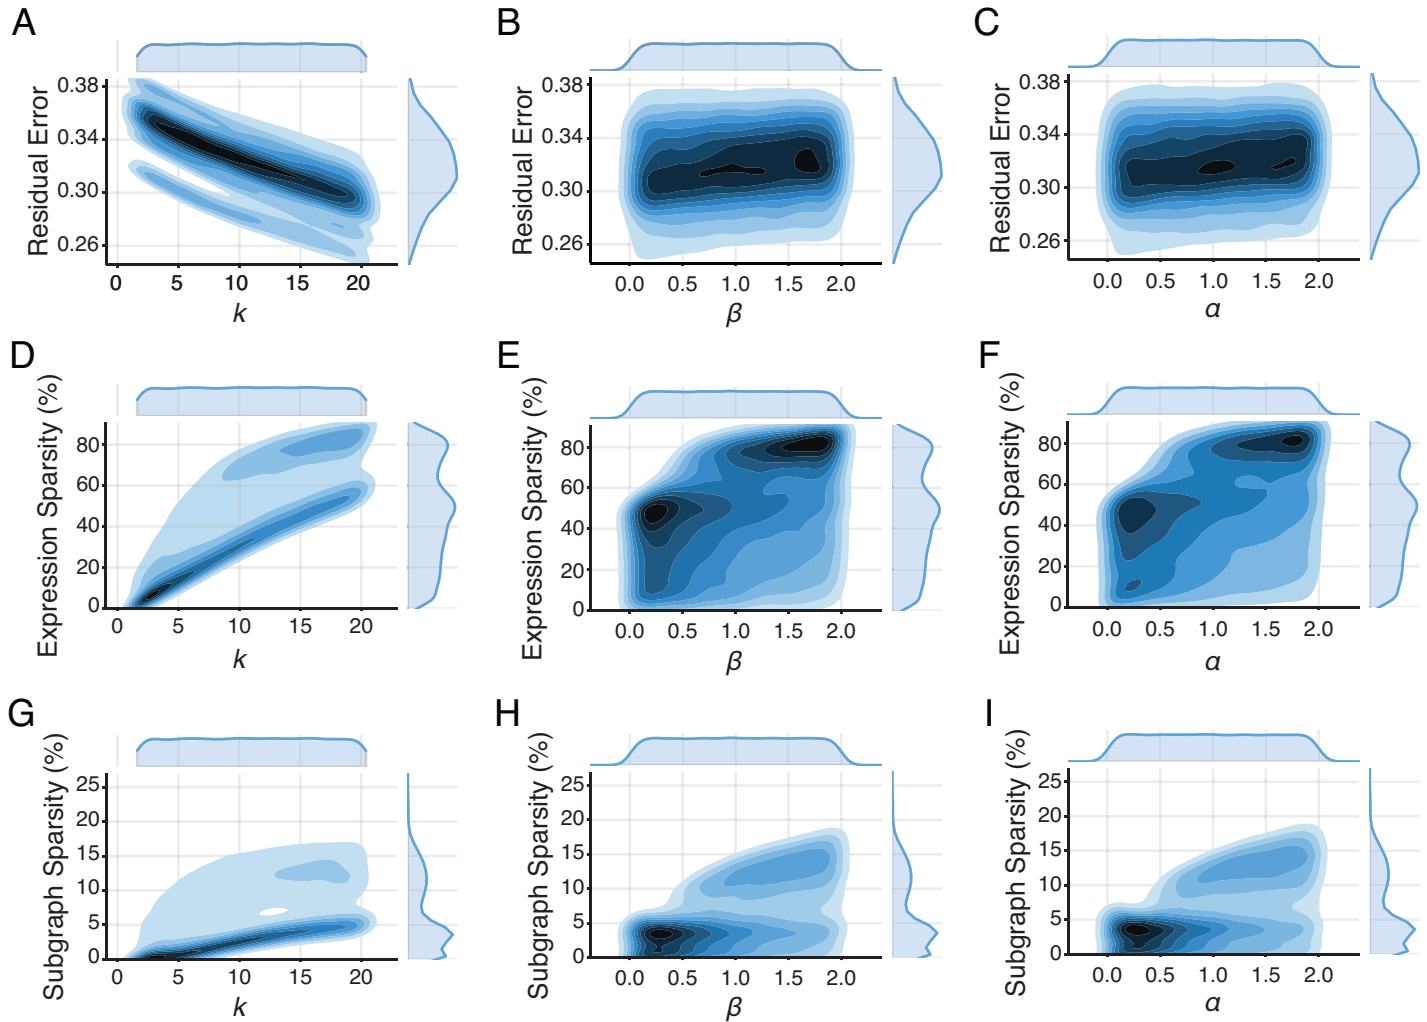 A
Residual Error
0.38
0.34
0.30
0.26
0 5 10 15 20
k
B
Residual Error
0.38
0.34
0.30
0.26
0.0 0.5 1.0 1.5 2.0
β
C
Residual Error
0.38
0.34
0.30
0.26
0.0 0.5 1.0 1.5 2.0
α
D
Expression Sparsity (%)
80
60
40
20
0
0 5 10 15 20
k
E
Expression Sparsity (%)
80
60
40
20
0
0.0 0.5 1.0 1.5 2.0
β
F
Expression Sparsity (%)
80
60
40
20
0
0.0 0.5 1.0 1.5 2.0
α
G
Subgraph Sparsity (%)
25
20
15
10
5
0
0 5 10 15 20
k
H
Subgraph Sparsity (%)
25
20
15
10
5
0
0.0 0.5 1.0 1.5 2.0
β
I
Subgraph Sparsity (%)
25
20
15
10
5
0
0.0 0.5 1.0 1.5 2.0
α